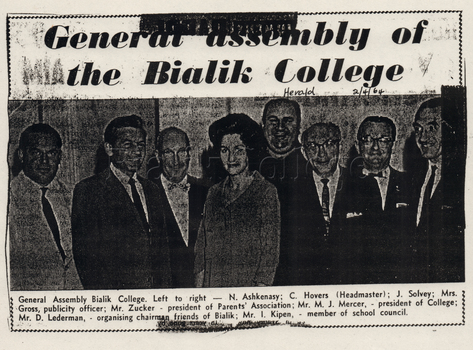 General assembly of
the Bialik College
Herald 2/4/64
General Assembly Bialik College. Left to right — N. Ashkenasy; C. Hovers (Headmaster); J. Solvey; Mrs.
Gross, publicity officer; Mr. Zucker - president of Parents' Association; Mr. M. J. Mercer, - president of College;
Mr. D. Lederman, - organising chairman friends of Bialik; Mr. I. Kipen, - member of school council.